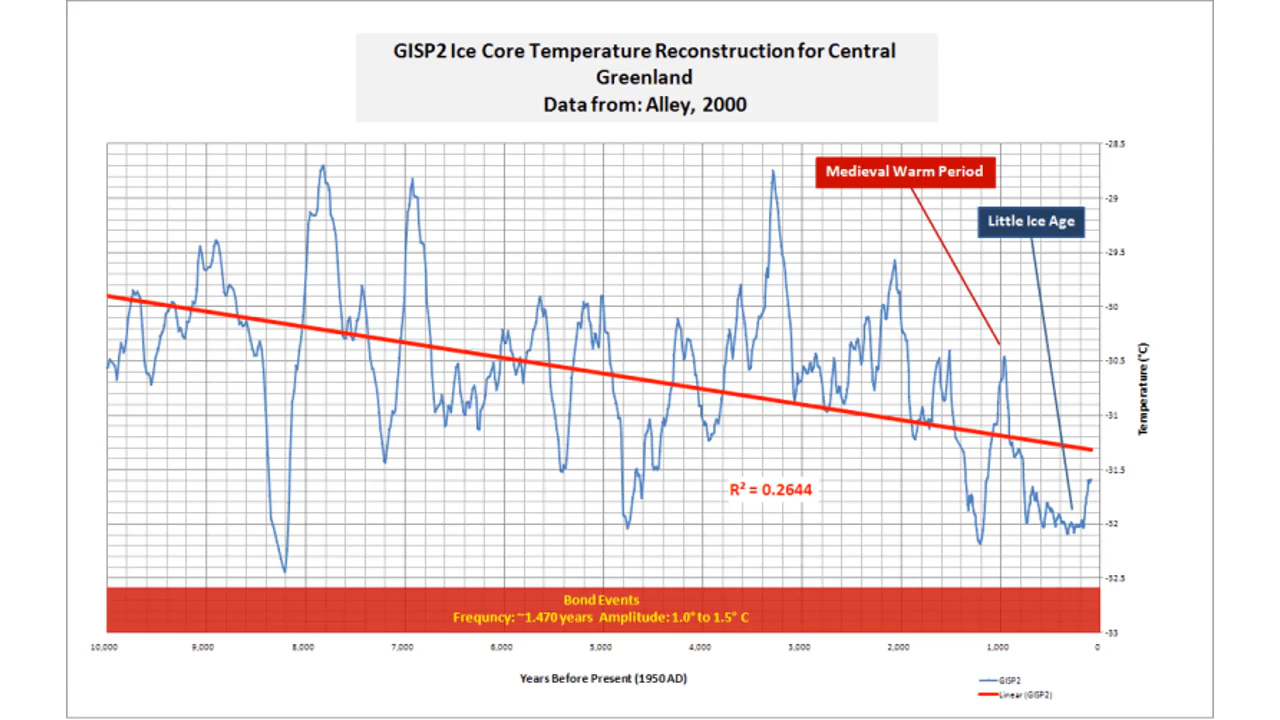 GISP2 Ice Core Temperature Reconstruction for Central
Greenland
Data from: Alley, 2000
Medieval Warm Period
Little Ice Age
-28.5
-29
-29.5
-30
-30.5
-31
-31.5
-32
-32.5
-33
Temperature (°C)
R² = 0.2644
Bond Events
Frequncy: ~1.470 years Amplitude: 1.0° to 1.5° C
10,000 9,000 8,000 7,000 6,000 5,000 4,000 3,000 2,000 1,000 0
Years Before Present (1950 AD)
GISP2
Linear (GISP2)